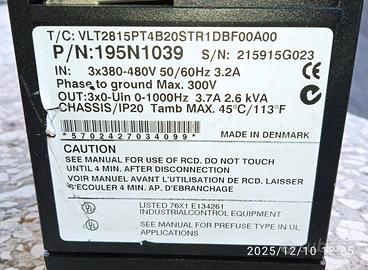 T/C: VLT2815PT4B20STR1DBF00A00
P/N:195N1039 S/N: 215915G023
IN: 3x380-480V 50/60Hz 3.2A
Phase to ground Max. 300V
OUT:3x0-Uin 0-1000Hz 3.7A 2.6 kVA
CHASSIS/IP20 Tamb MAX. 45°C/113°F
*5702427034099* MADE IN DENMARK
CAUTION
SEE MANUAL FOR USE OF RCD. DO NOT TOUCH
UNTIL 4 MIN. AFTER DISCONNECTION
VOIR MANUEL AVANT L'UTILISATION DE RCD. LAISSER
S'ECOULER 4 MIN. AP. D'EBRANCHAGE
LISTED 76X1 E134261
INDUSTRIALCONTROL EQUIPMENT
SEE MANUAL FOR PREFUSE TYPE IN UL
APPLICATIONS
2025/12/10